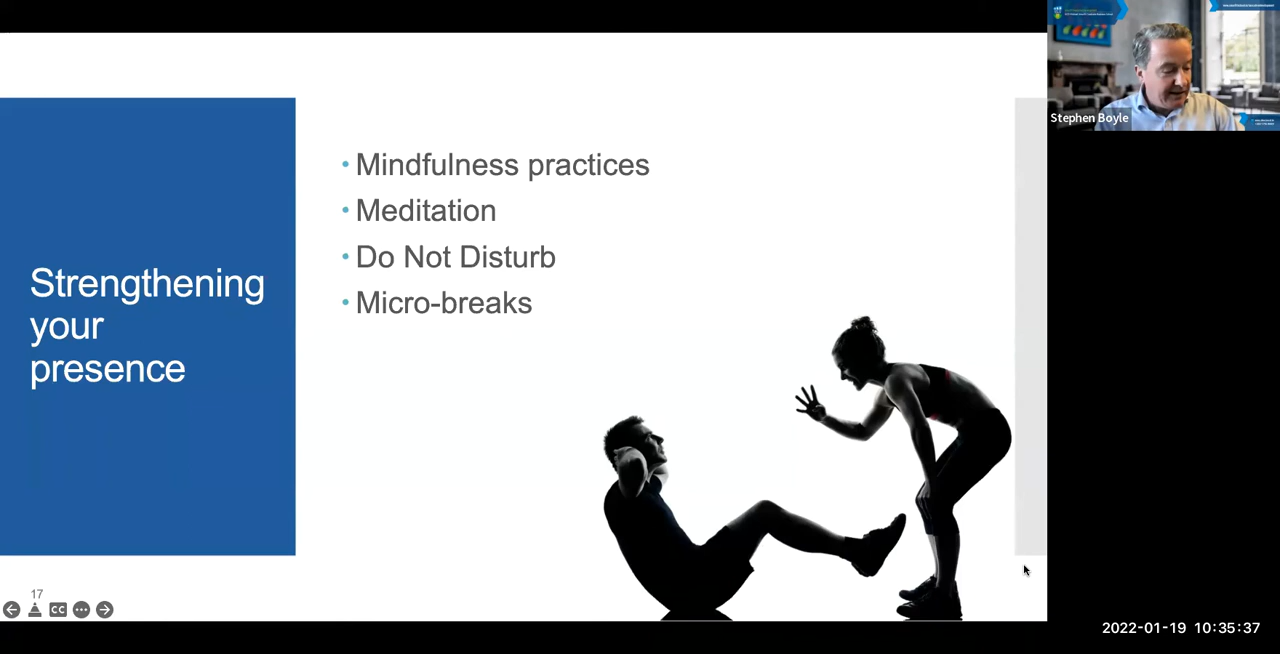 Strengthening
your
presence
• Mindfulness practices
• Meditation
• Do Not Disturb
• Micro-breaks
17
CC
Stephen Boyle
2022-01-19 10:35:37